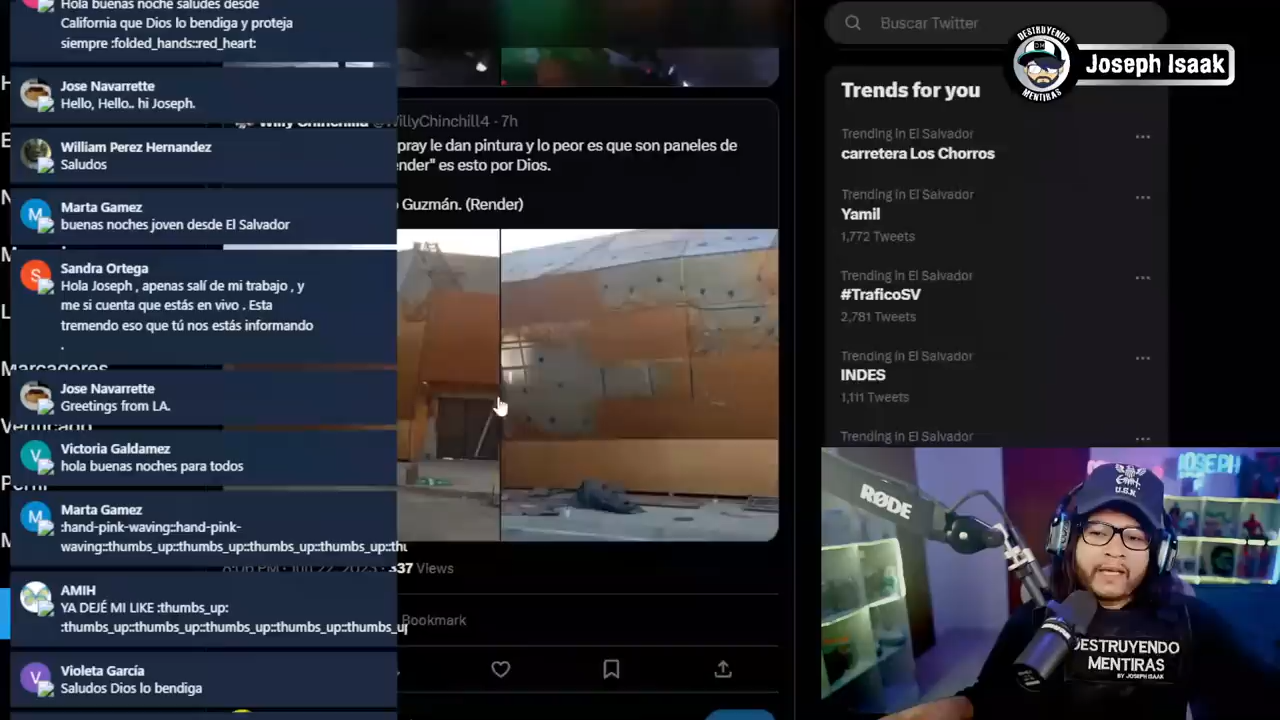 Hola buenas noche saludes desde
California que Dios lo bendiga y proteja
siempre :folded_hands::red_heart:
Jose Navarrette
Hello, Hello.. hi Joseph.
William Perez Hernandez
Saludos
Marta Gamez
buenas noches joven desde El Salvador
Sandra Ortega
Hola Joseph , apenas salí de mi trabajo , y
me si cuenta que estás en vivo . Esta
tremendo eso que tú nos estás informando
.
Jose Navarrette
Greetings from LA.
Victoria Galdamez
hola buenas noches para todos
Marta Gamez
:hand-pink-waving::hand-pink-
waving::thumbs_up::thumbs_up::thumbs_up::thumbs_up::thu
AMIH
YA DEJÉ MI LIKE :thumbs_up:
:thumbs_up::thumbs_up::thumbs_up::thumbs_up::thumbs_u
Violeta García
Saludos Dios lo bendiga
Marcadores
Willy Chinchilla @WillyChinchill4 · 7h
pray le dan pintura y lo peor es que son paneles de
nder" es esto por Dios.
Guzmán. (Render)
2023 · 337 Views
Bookmark
Buscar Twitter
Trends for you
Trending in El Salvador
carretera Los Chorros
Trending in El Salvador
Yamil
1,772 Tweets
Trending in El Salvador
#TraficoSV
2,781 Tweets
Trending in El Salvador
INDES
1,111 Tweets
Trending in El Salvador
DESTRUYENDO
MENTIRAS
Joseph Isaak
RØDE
JOSEPH
U.S.N.
DESTRUYENDO
MENTIRAS
BY JOSEPH ISAAK